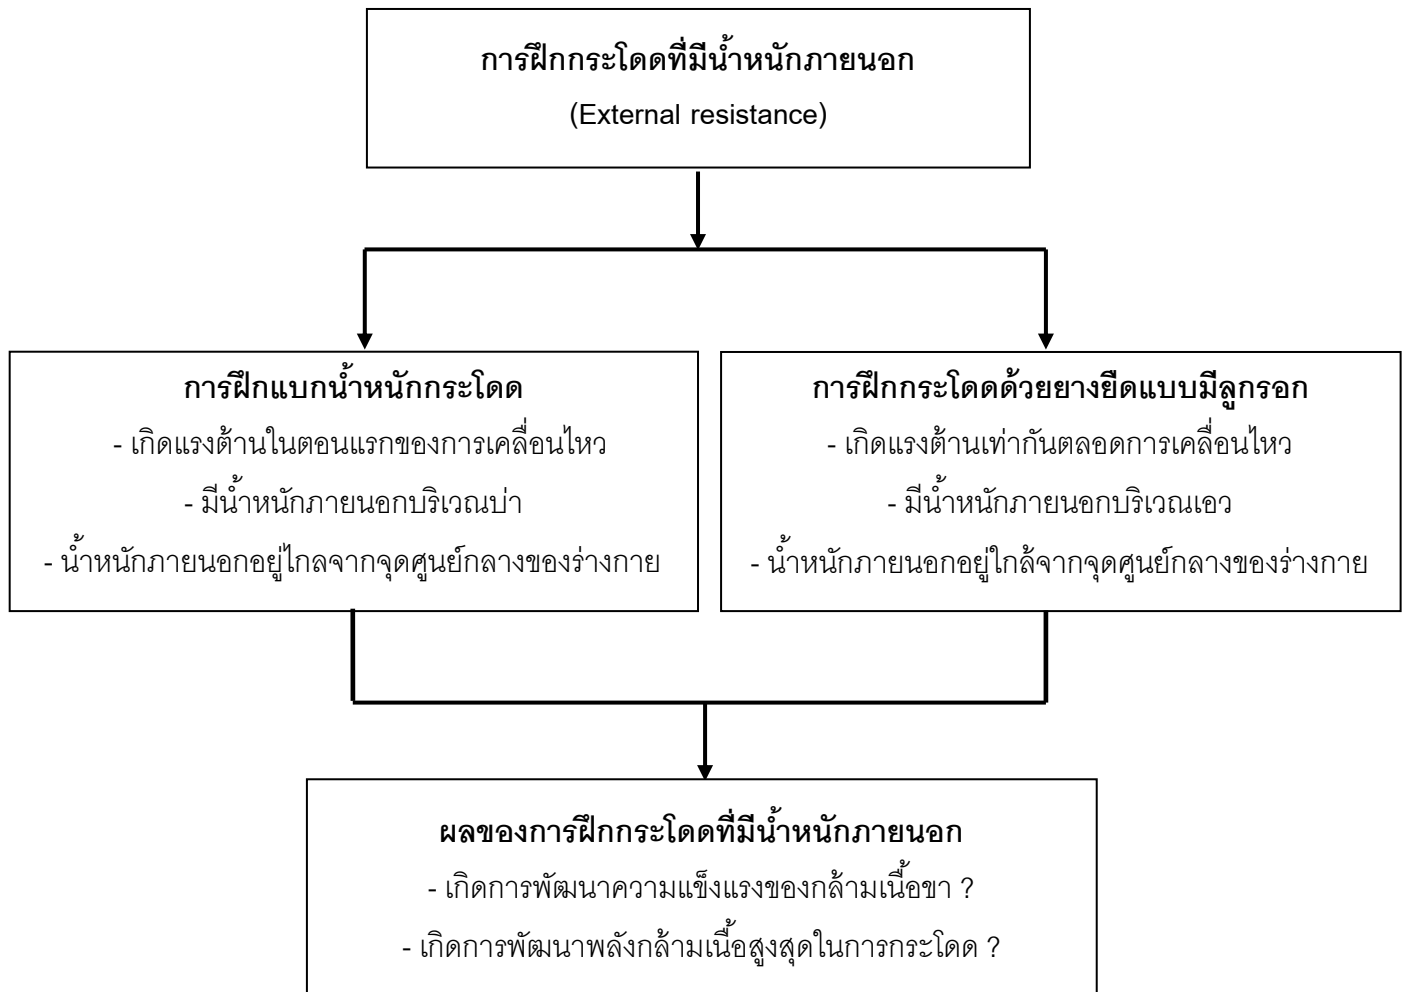 การฝึกกระโดดที่มีน้ำหนักภายนอก
(External resistance)
การฝึกแบกน้ำหนักกระโดด
- เกิดแรงต้านในตอนแรกของการเคลื่อนไหว
- มีน้ำหนักภายนอกบริเวณบ่า
- น้ำหนักภายนอกอยู่ไกลจากจุดศูนย์กลางของร่างกาย
การฝึกกระโดดด้วยยางยืดแบบมีลูกรอก
- เกิดแรงต้านเท่ากันตลอดการเคลื่อนไหว
- มีน้ำหนักภายนอกบริเวณเอว
- น้ำหนักภายนอกอยู่ใกล้จากจุดศูนย์กลางของร่างกาย
ผลของการฝึกกระโดดที่มีน้ำหนักภายนอก
- เกิดการพัฒนาความแข็งแรงของกล้ามเนื้อขา ?
- เกิดการพัฒนาพลังกล้ามเนื้อสูงสุดในการกระโดด ?